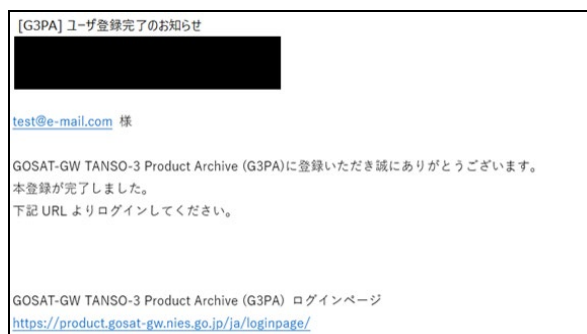 [G3PA] ユーザ登録完了のお知らせ
test@e-mail.com 様
GOSAT-GW TANSO-3 Product Archive (G3PA)に登録いただき誠にありがとうございます。
本登録が完了しました。
下記 URL よりログインしてください。
GOSAT-GW TANSO-3 Product Archive (G3PA) ログインページ
https://product.gosat-gw.nies.go.jp/ja/loginpage/